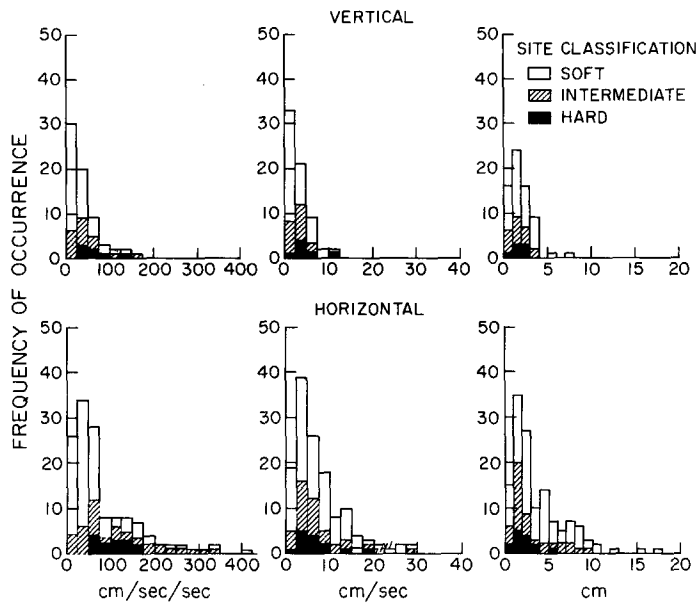 VERTICAL
SITE CLASSIFICATION
SOFT
INTERMEDIATE
HARD
50
40
30
20
10
0
0 100 200 300 400
50
40
30
20
10
0
0 10 20 30 40
50
40
30
20
10
0
0 5 10 15 20
FREQUENCY OF OCCURRENCE
HORIZONTAL
50
40
30
20
10
0
0 100 200 300 400
cm/sec/sec
50
40
30
20
10
0
0 10 20 30 40
cm/sec
50
40
30
20
10
0
0 5 10 15 20
cm